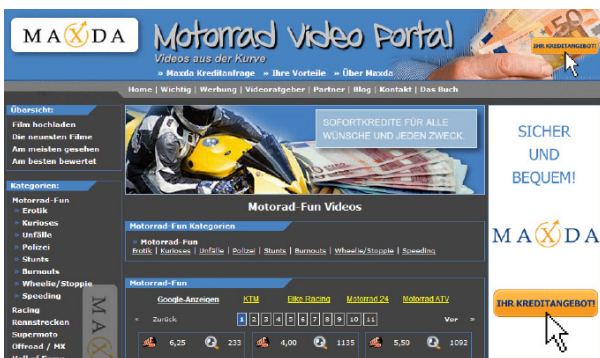 MAXDA
Motorrad Video Portal
Videos aus der Kurve
» Maxda Kreditanfrage » Ihre Vorteile » Über Maxda
IHR KREDITANGEBOT!
Home | Wichtig | Werbung | Videoratgeber | Partner | Blog | Kontakt | Das Buch
Übersicht:
Film hochladen
Die neuesten Filme
Am meisten gesehen
Am besten bewertet
Kategorien:
Motorrad-Fun
» Erotik
» Kurioses
» Unfälle
» Polizei
» Stunts
» Burnouts
» Wheelie/Stoppie
» Speeding
Racing
Rennstrecken
Supermoto
Offroad / MX
SOFORTKREDITE FÜR ALLE
WÜNSCHE UND JEDEN ZWECK.
Motorrad-Fun Videos
Motorrad-Fun Kategorien
» Motorrad-Fun
Erotik | Kurioses | Unfälle | Polizei | Stunts | Burnouts | Wheelie/Stoppie | Speeding
Motorrad-Fun
Google-Anzeigen KTM Bike Racing Motorrad 24 Motorrad ATV
« Zurück 1 2 3 4 5 6 7 8 9 10 11 Vor »
6,25 233 4,00 1135 5,50 1092
SICHER
UND
BEQUEM!
MAXDA
IHR KREDITANGEBOT!
MA